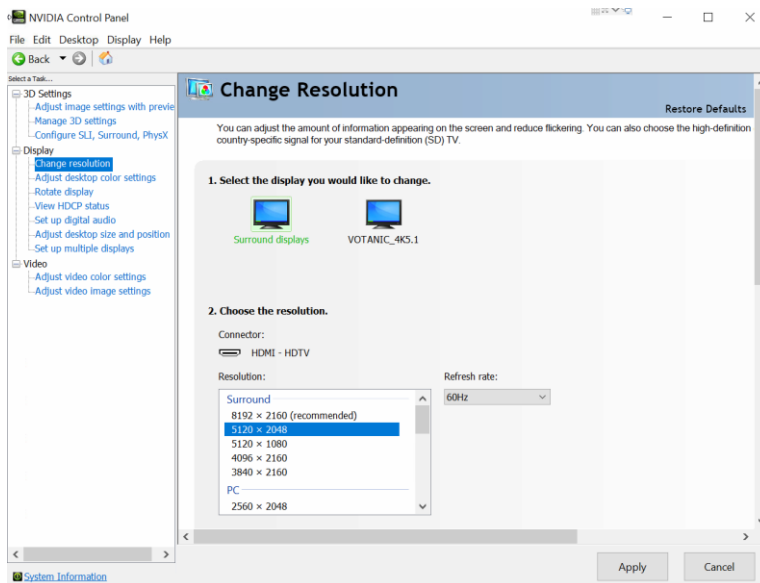 NVIDIA Control Panel
File Edit Desktop Display Help
Back
Select a Task...
3D Settings
Adjust image settings with previe
Manage 3D settings
Configure SLI, Surround, PhysX
Display
Change resolution
Adjust desktop color settings
Rotate display
View HDCP status
Set up digital audio
Adjust desktop size and position
Set up multiple displays
Video
Adjust video color settings
Adjust video image settings
System Information
Change Resolution
Restore Defaults
You can adjust the amount of information appearing on the screen and reduce flickering. You can also choose the high-definition
country-specific signal for your standard-definition (SD) TV.
1. Select the display you would like to change.
Surround displays VOTANIC_4K5.1
2. Choose the resolution.
Connector:
HDMI - HDTV
Resolution: Refresh rate:
Surround 60Hz
8192 × 2160 (recommended)
5120 × 2048
5120 × 1080
4096 × 2160
3840 × 2160
PC
2560 × 2048
Apply Cancel